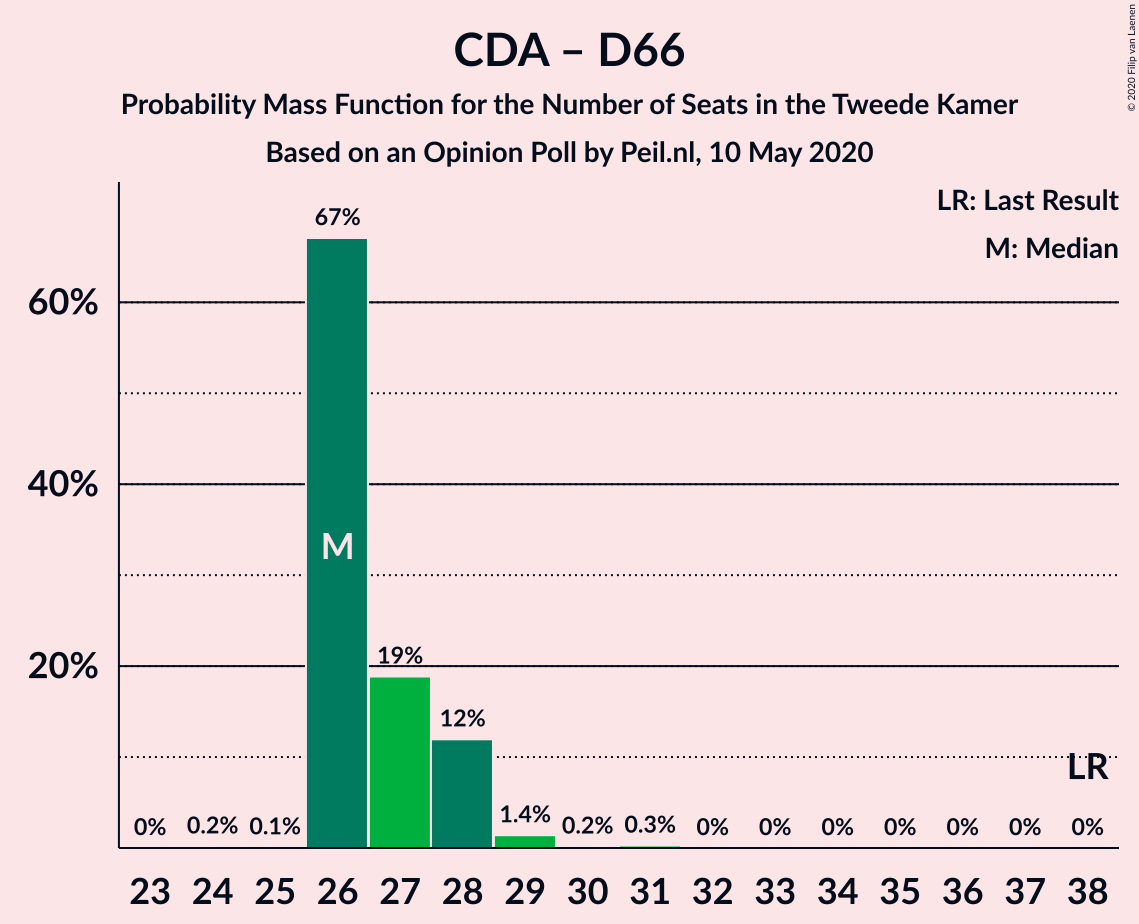 CDA – D66
Probability Mass Function for the Number of Seats in the Tweede Kamer
Based on an Opinion Poll by Peil.nl, 10 May 2020
© 2020 Filip van Laenen
LR: Last Result
M: Median
67%
60%
M
40%
19%
20%
12%
LR
0% 0.2% 0.1% 1.4% 0.2% 0.3% 0% 0% 0% 0% 0% 0% 0%
23 24 25 26 27 28 29 30 31 32 33 34 35 36 37 38